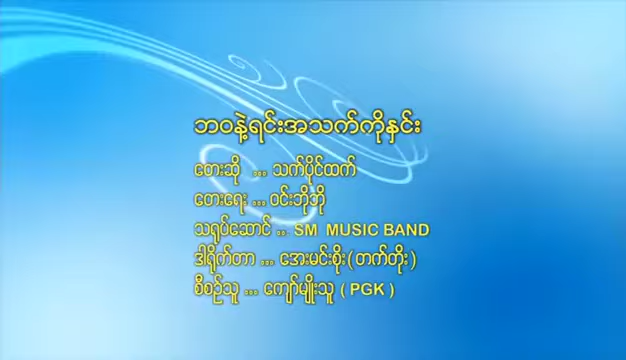 ဘဝနဲ့ရင်းအသက်ကိုနှင်း
တေးဆို ... သက်ပိုင်ထက်
တေးရေး ... ဝင်းဘိုဘို
သရုပ်ဆောင် ... SM MUSIC BAND
ဒါရိုက်တာ ... အေးမင်းစိုး(တက်တိုး)
စီစဉ်သူ ... ကျော်မျိုးသူ ( PGK )